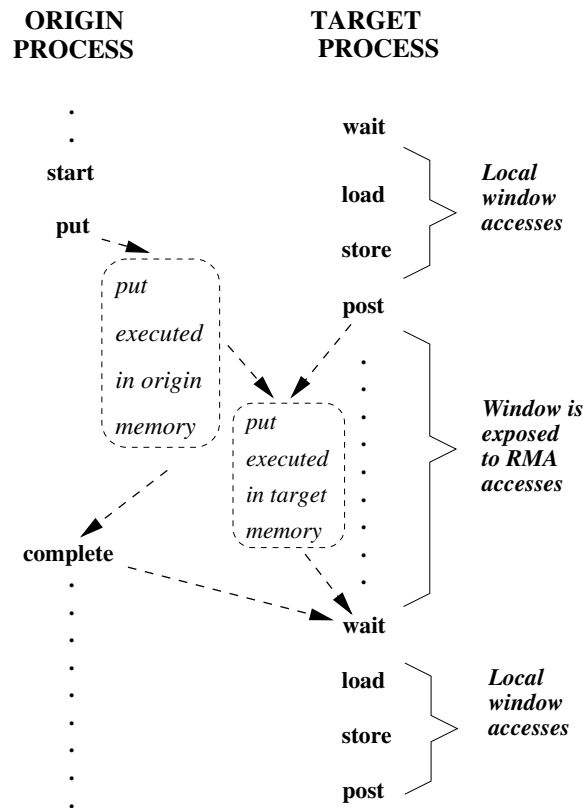 ORIGIN
PROCESS
TARGET
PROCESS
start
put
put
executed
in origin
memory
complete
wait
load
store
post
put
executed
in target
memory
wait
load
store
post
Local
window
accesses
Window is
exposed
to RMA
accesses
Local
window
accesses